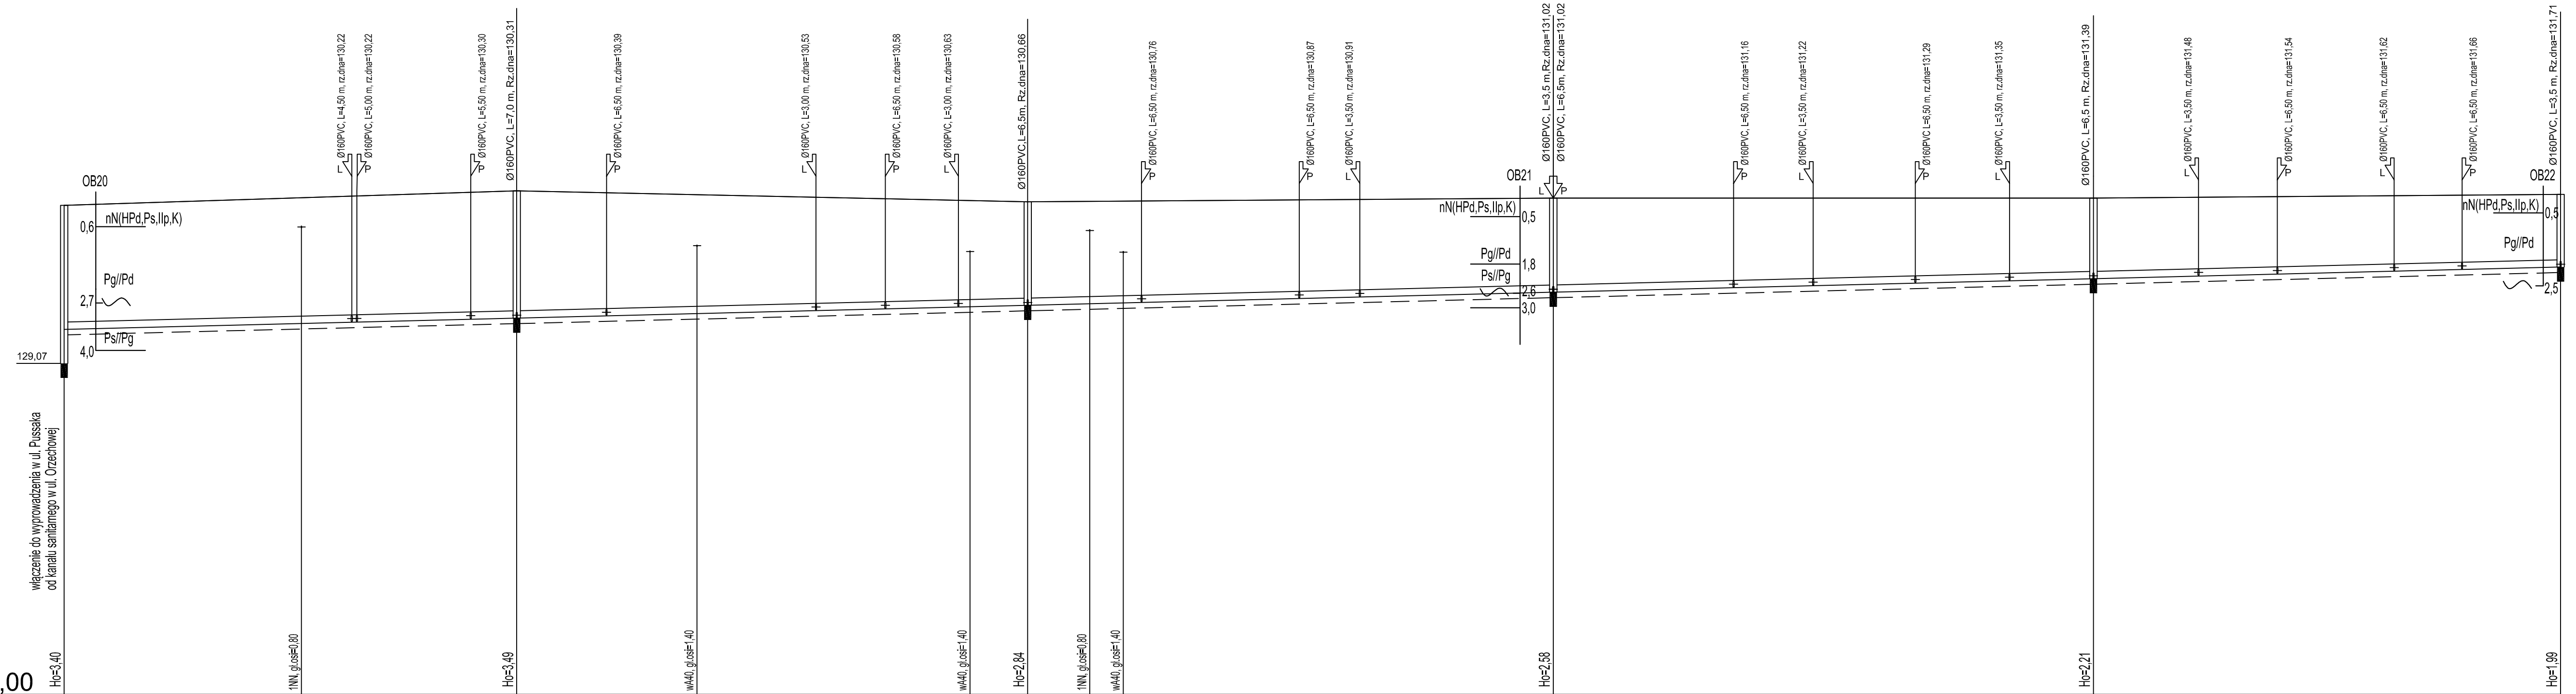 Ø160PVC, L=4,50 m, rz.dna=130,22
Ø160PVC, L=5,00 m, rz.dna=130,22
Ø160PVC, L=5,50 m, rz.dna=130,30
Ø160PVC, L=7,0 m, Rz.dna=130,31
Ø160PVC, L=6,50 m, rz.dna=130,39
Ø160PVC, L=3,00 m, rz.dna=130,53
Ø160PVC, L=6,50 m, rz.dna=130,58
Ø160PVC, L=3,00 m, rz.dna=130,63
Ø160PVC,L=6,5m, Rz.dna=130,66
Ø160PVC, L=6,50 m, rz.dna=130,76
Ø160PVC, L=6,50 m, rz.dna=130,87
Ø160PVC, L=3,50 m, rz.dna=130,91
Ø160PVC, L=3,5 m,Rz.dna=131,02
Ø160PVC, L=6,5m, Rz.dna=131,02
Ø160PVC, L=6,50 m, rz.dna=131,16
Ø160PVC, L=3,50 m, rz.dna=131,22
Ø160PVC L=6,50 m, rz.dna=131,29
Ø160PVC, L=3,50 m, rz.dna=131,35
Ø160PVC, L=6,5 m, Rz.dna=131,39
Ø160PVC, L=3,50 m, rz.dna=131,48
Ø160PVC, L=6,50 m, rz.dna=131,54
Ø160PVC, L=6,50 m, rz.dna=131,62
Ø160PVC, L=6,50 m, rz.dna=131,66
Ø160PVC, L=3,5 m, Rz.dna=131,71
L
P
P
P
L
P
L
P
P
L
L
P
P
L
P
L
L
P
L
P
OB20
nN(HPd,Ps,IIp,K)
0,6
Pg//Pd
2,7
Ps//Pg
4,0
129,07
OB21
nN(HPd,Ps,IIp,K)
0,5
Pg//Pd
1,8
Ps//Pg
2,6
3,0
OB22
nN(HPd,Ps,IIp,K)
0,5
Pg//Pd
2,5
włączenie do wyprowadzenia w ul. Pussaka
od kanału sanitarnego w ul. Orzechowej
,00
Ho=3,40
1NN, gł.osi=0,80
Ho=3,49
wA40, gł.osi=1,40
wA40, gł.osi=1,40
Ho=2,84
1NN, gł.osi=0,80
wA40, gł.osi=1,40
Ho=2,58
Ho=2,21
Ho=1,99